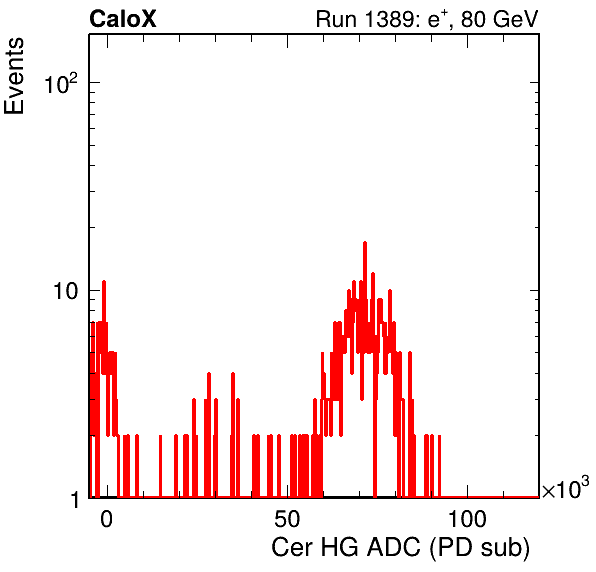 CaloX Run 1389: e⁺, 80 GeV
Events
10²
10
1
0 50 100 ×10³
Cer HG ADC (PD sub)